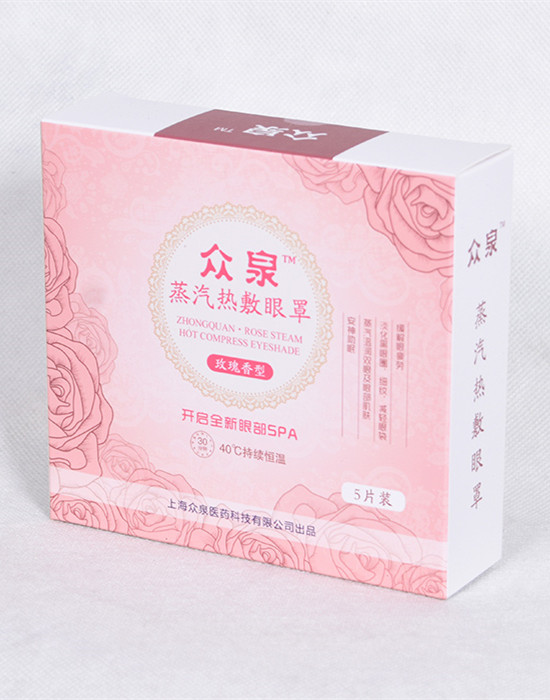 众泉 TM
众泉™
蒸汽热敷眼罩
ZHONGQUAN · ROSE STEAM
HOT COMPRESS EYESHADE
玫瑰香型
开启全新眼部SPA
30
40℃持续恒温
缓解眼疲劳
淡化黑眼圈 细纹 减轻眼袋
蒸汽滋润双眼及眼部肌肤
安神助眠
5片装
上海众泉医药科技有限公司出品
众泉™
蒸汽热敷眼罩